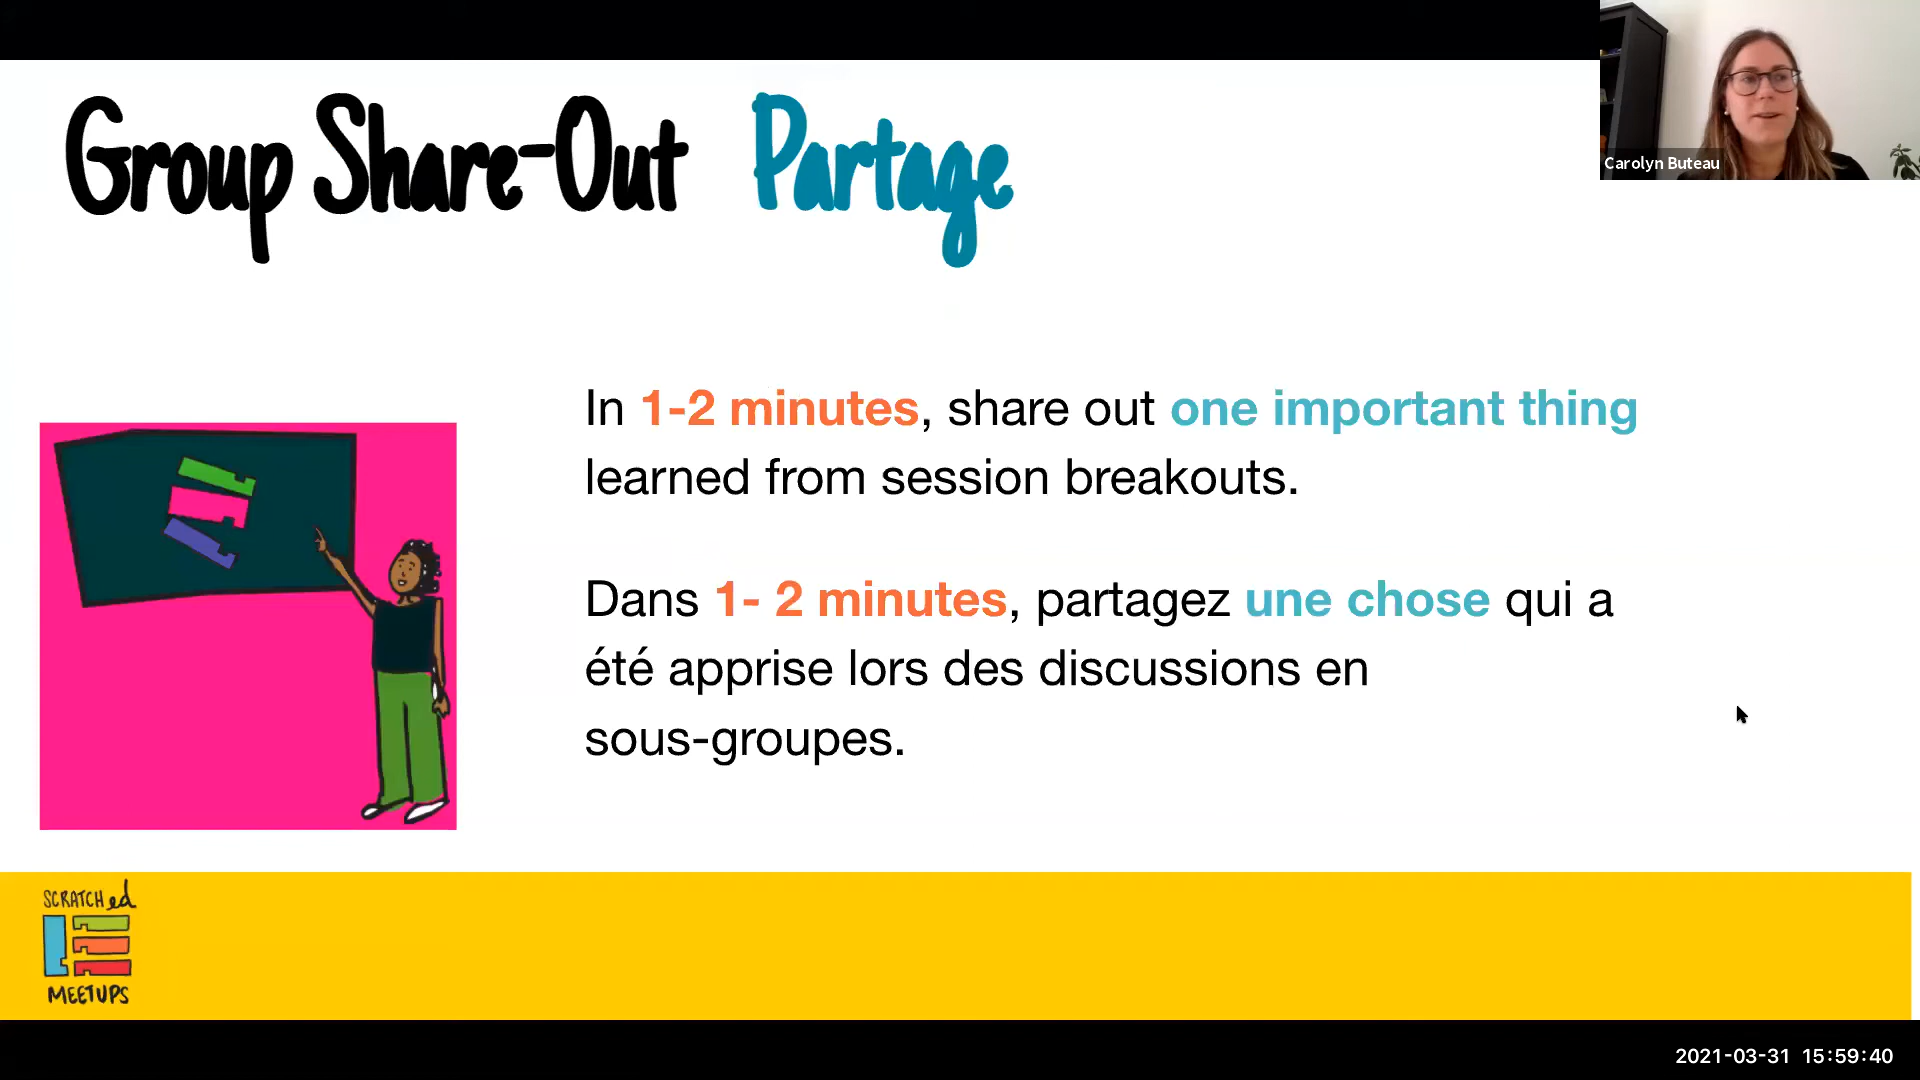 Group Share-Out Partage
Carolyn Buteau
In 1-2 minutes, share out one important thing
learned from session breakouts.
Dans 1- 2 minutes, partagez une chose qui a
été apprise lors des discussions en
sous-groupes.
SCRATCHed
MEETUPS
2021-03-31 15:59:40